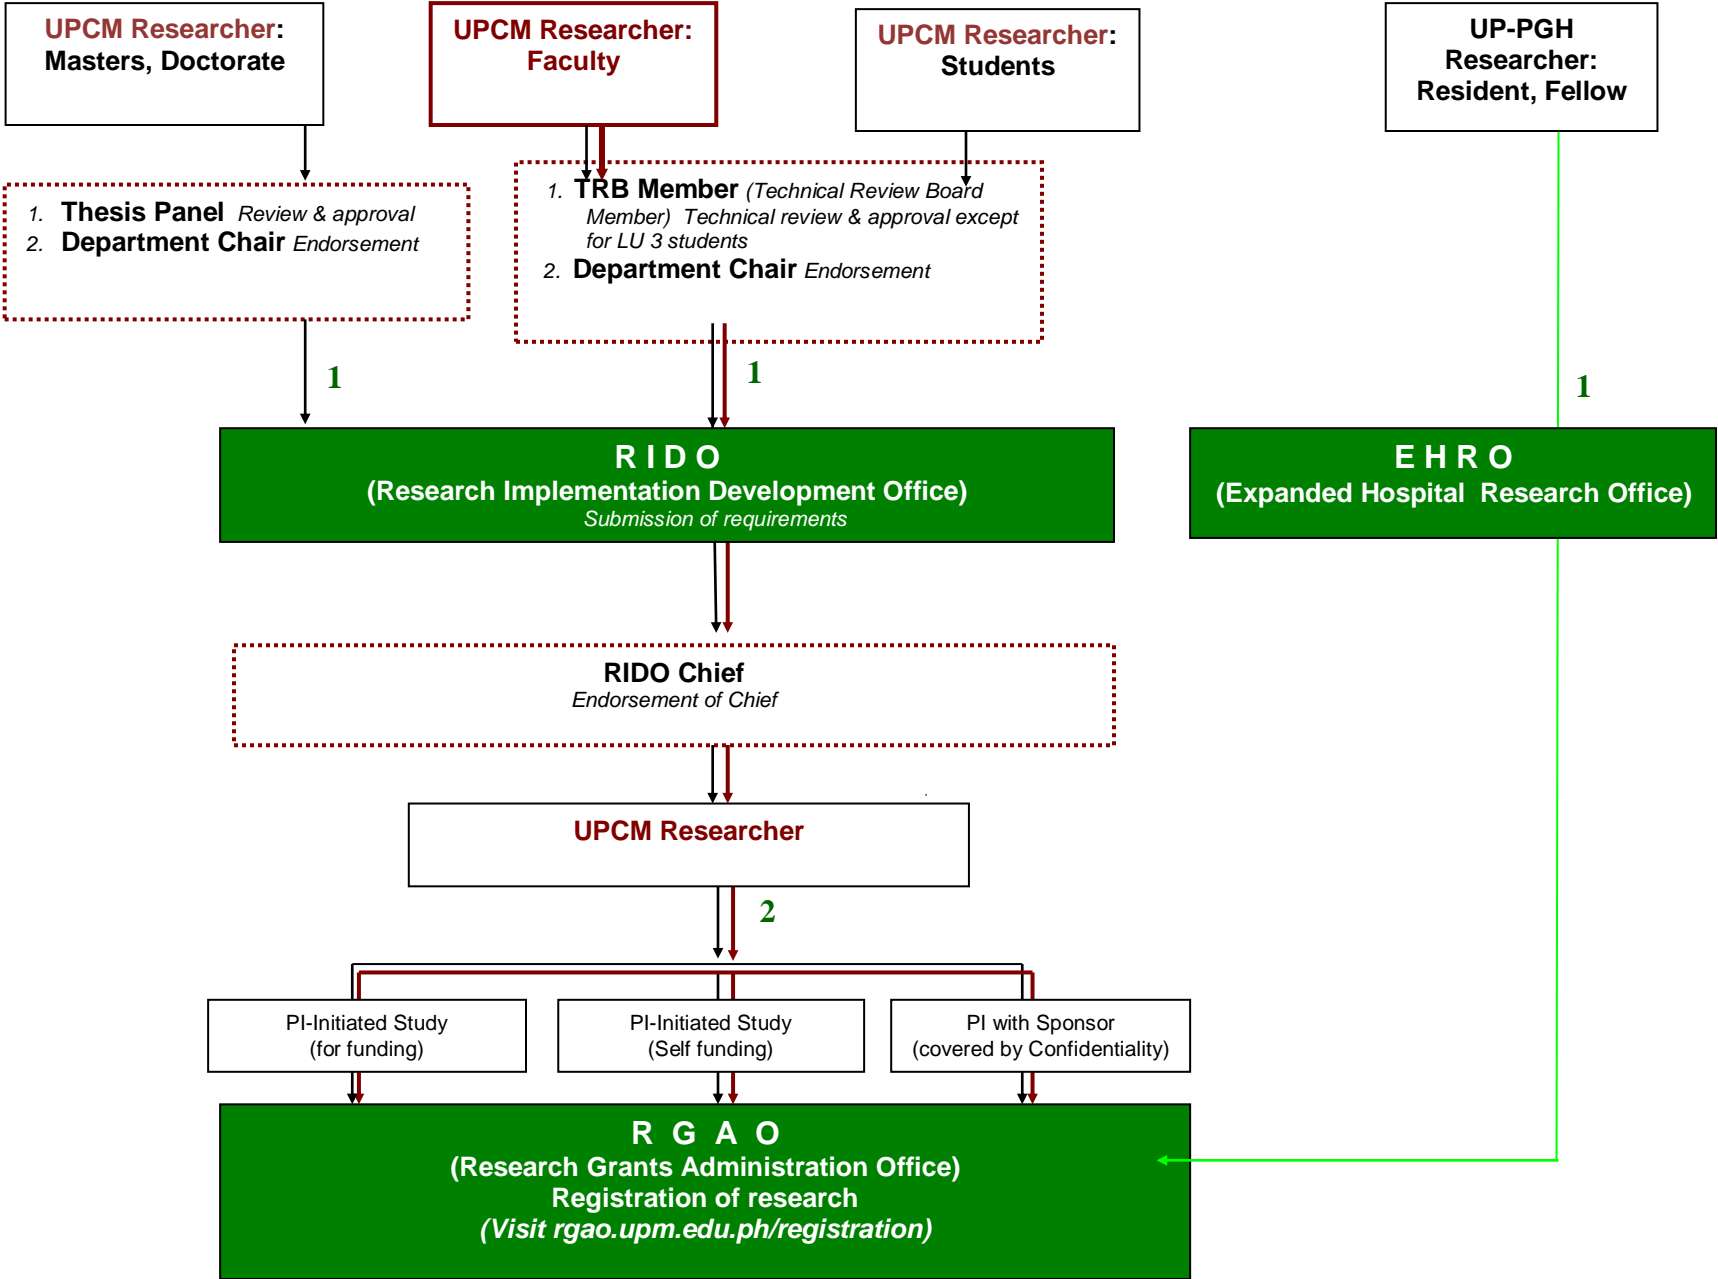 UPCM Researcher:
Masters, Doctorate
UPCM Researcher:
Faculty
UPCM Researcher:
Students
UP-PGH
Researcher:
Resident, Fellow
1. Thesis Panel Review & approval
2. Department Chair Endorsement
1. TRB Member (Technical Review Board
Member) Technical review & approval except
for LU 3 students
2. Department Chair Endorsement
1
1
1
R I D O
(Research Implementation Development Office)
Submission of requirements
E H R O
(Expanded Hospital Research Office)
RIDO Chief
Endorsement of Chief
UPCM Researcher
2
PI-Initiated Study
(for funding)
PI-Initiated Study
(Self funding)
PI with Sponsor
(covered by Confidentiality)
R G A O
(Research Grants Administration Office)
Registration of research
(Visit rgao.upm.edu.ph/registration)